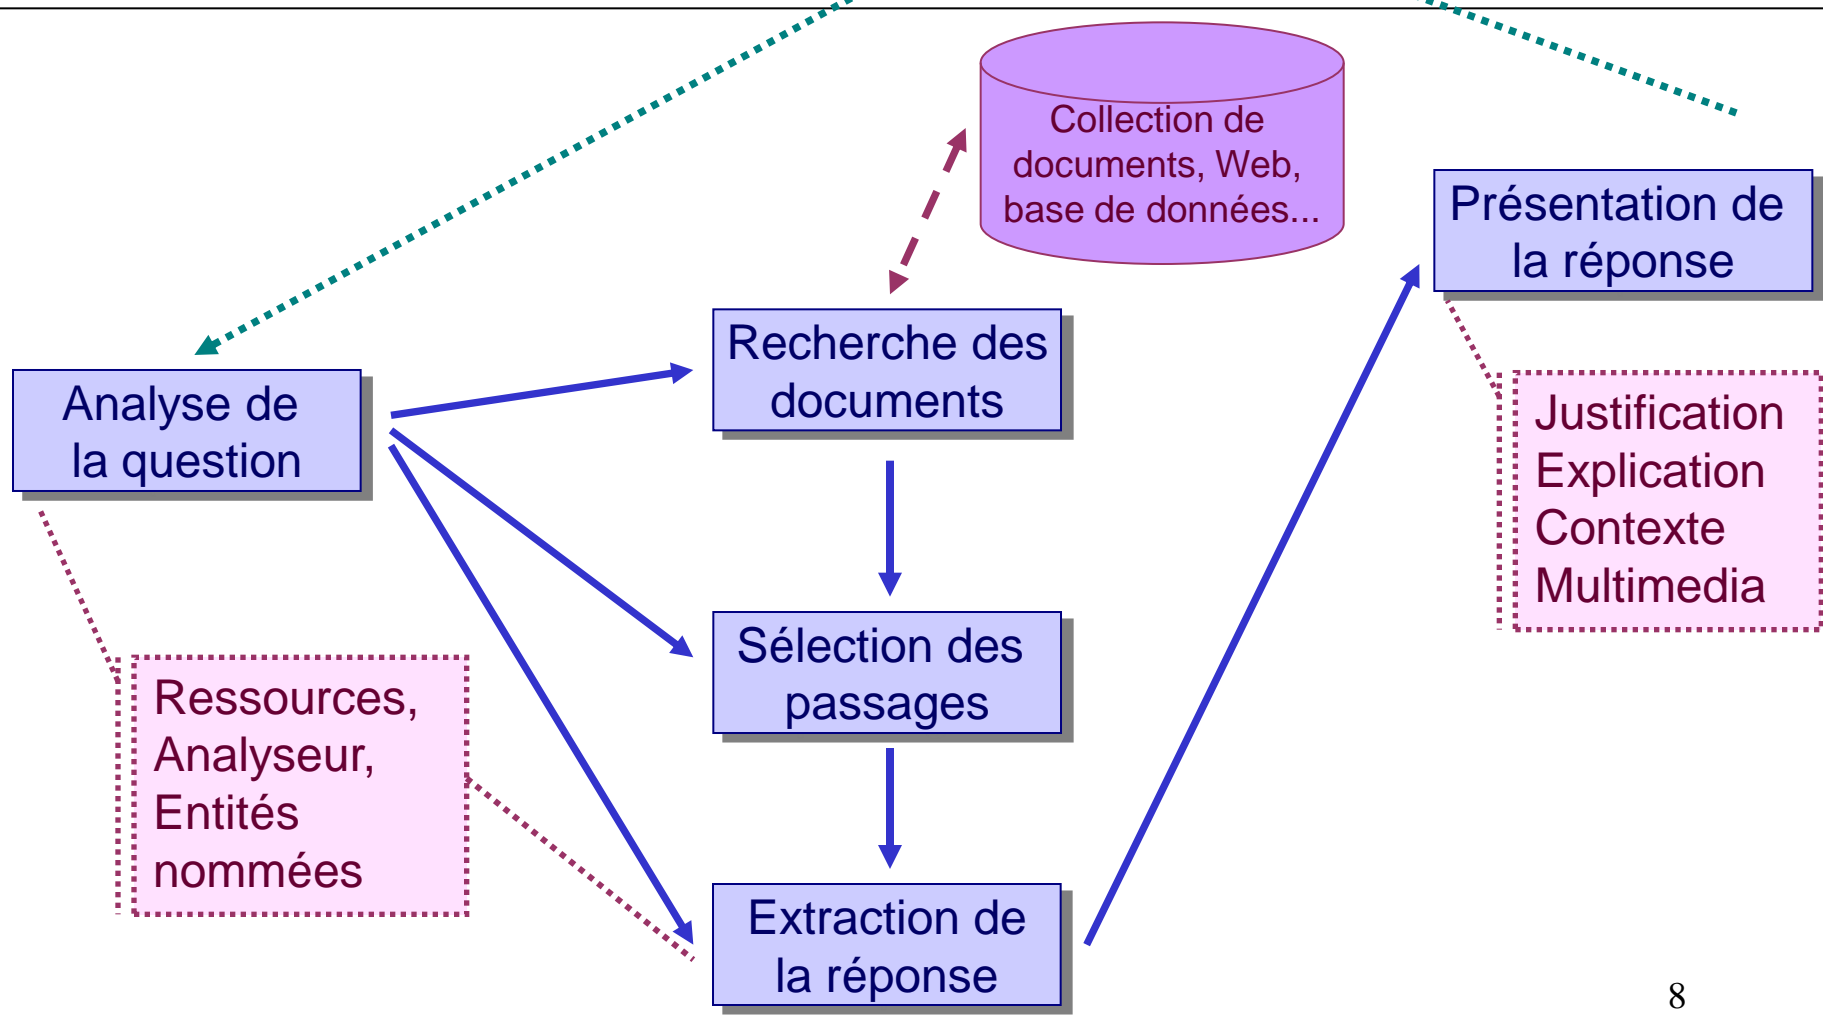 Collection de
documents, Web,
base de données...
Présentation de
la réponse
Recherche des
documents
Analyse de
la question
Justification
Explication
Contexte
Multimedia
Sélection des
passages
Ressources,
Analyseur,
Entités
nommées
Extraction de
la réponse
8